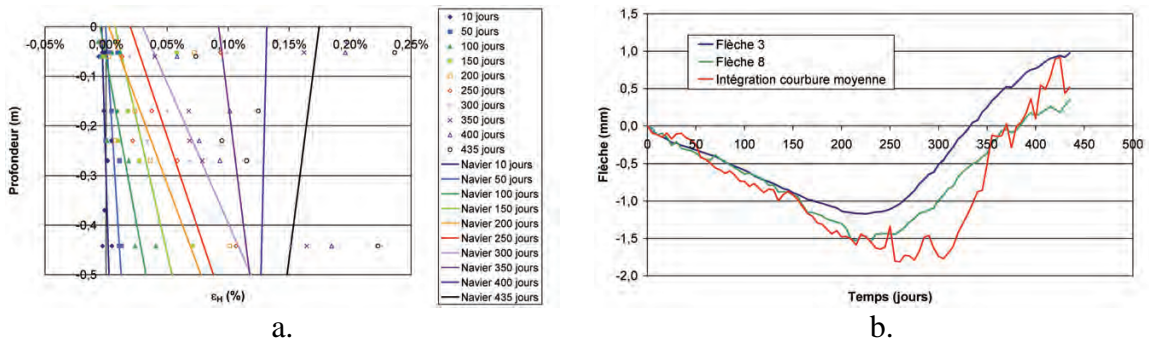 -0,05%
0,00%
0,05%
0,10%
0,15%
0,20%
0,25%
0
-0,1
-0,2
-0,3
-0,4
-0,5
Profondeur (m)
εH (%)
10 jours
50 jours
100 jours
150 jours
200 jours
250 jours
300 jours
350 jours
400 jours
435 jours
Navier 10 jours
Navier 50 jours
Navier 100 jours
Navier 150 jours
Navier 200 jours
Navier 250 jours
Navier 300 jours
Navier 350 jours
Navier 400 jours
Navier 435 jours
a.
1,5
1,0
0,5
0,0
-0,5
-1,0
-1,5
-2,0
Flèche (mm)
Flèche 3
Flèche 8
Intégration courbure moyenne
0
50
100
150
200
250
300
350
400
450
500
Temps (jours)
b.